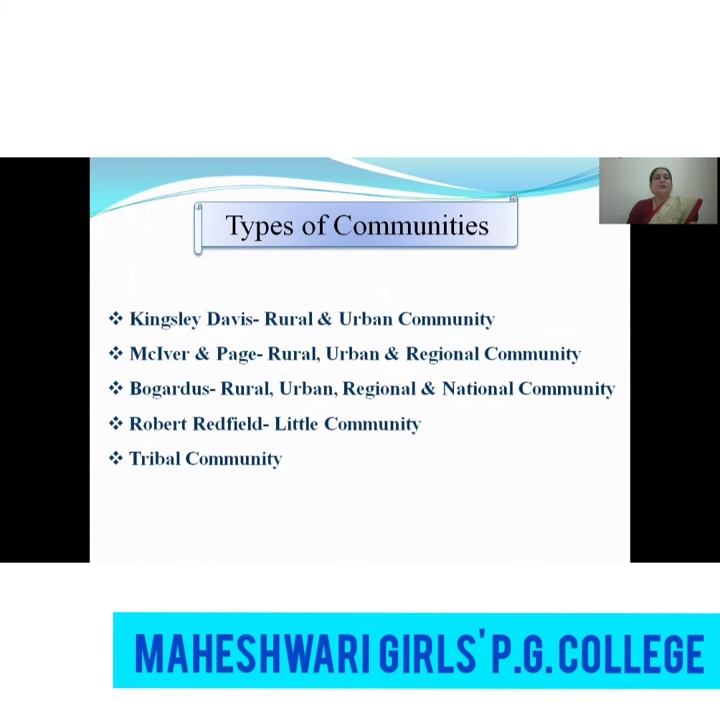 Types of Communities
Kingsley Davis- Rural & Urban Community
McIver & Page- Rural, Urban & Regional Community
Bogardus- Rural, Urban, Regional & National Community
Robert Redfield- Little Community
Tribal Community
MAHESHWARI GIRLS' P.G. COLLEGE